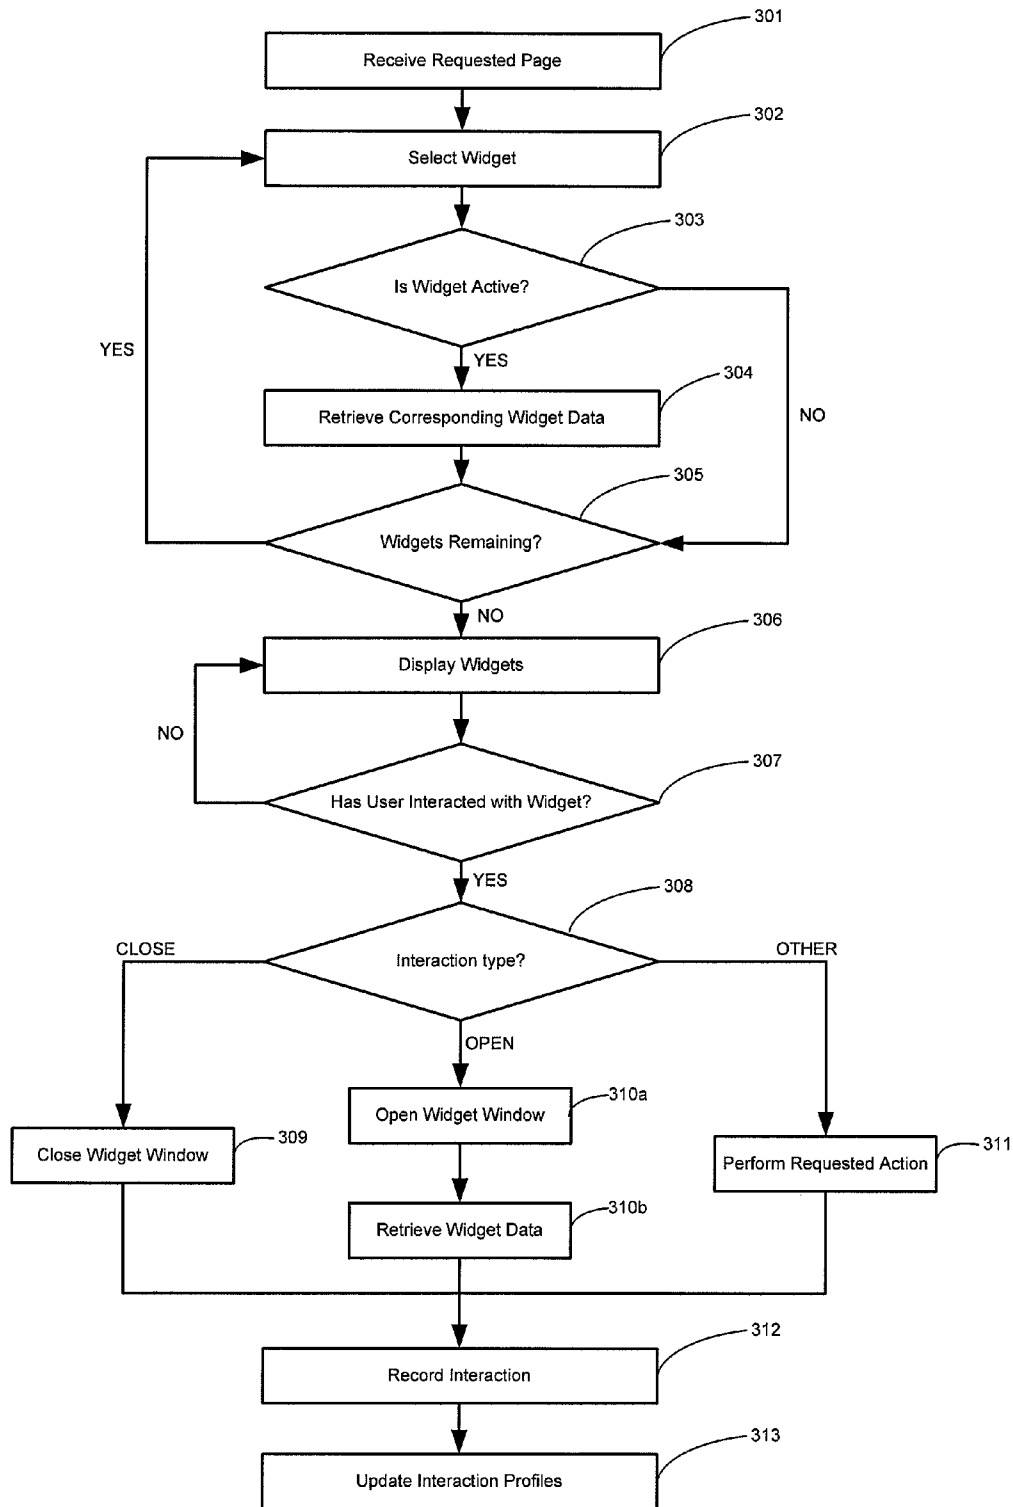 301
Receive Requested Page
302
Select Widget
303
Is Widget Active?
YES
YES
304
Retrieve Corresponding Widget Data
NO
305
Widgets Remaining?
NO
306
Display Widgets
NO
307
Has User Interacted with Widget?
YES
308
CLOSE
Interaction type?
OTHER
OPEN
310a
Open Widget Window
309
Close Widget Window
311
Perform Requested Action
310b
Retrieve Widget Data
312
Record Interaction
313
Update Interaction Profiles